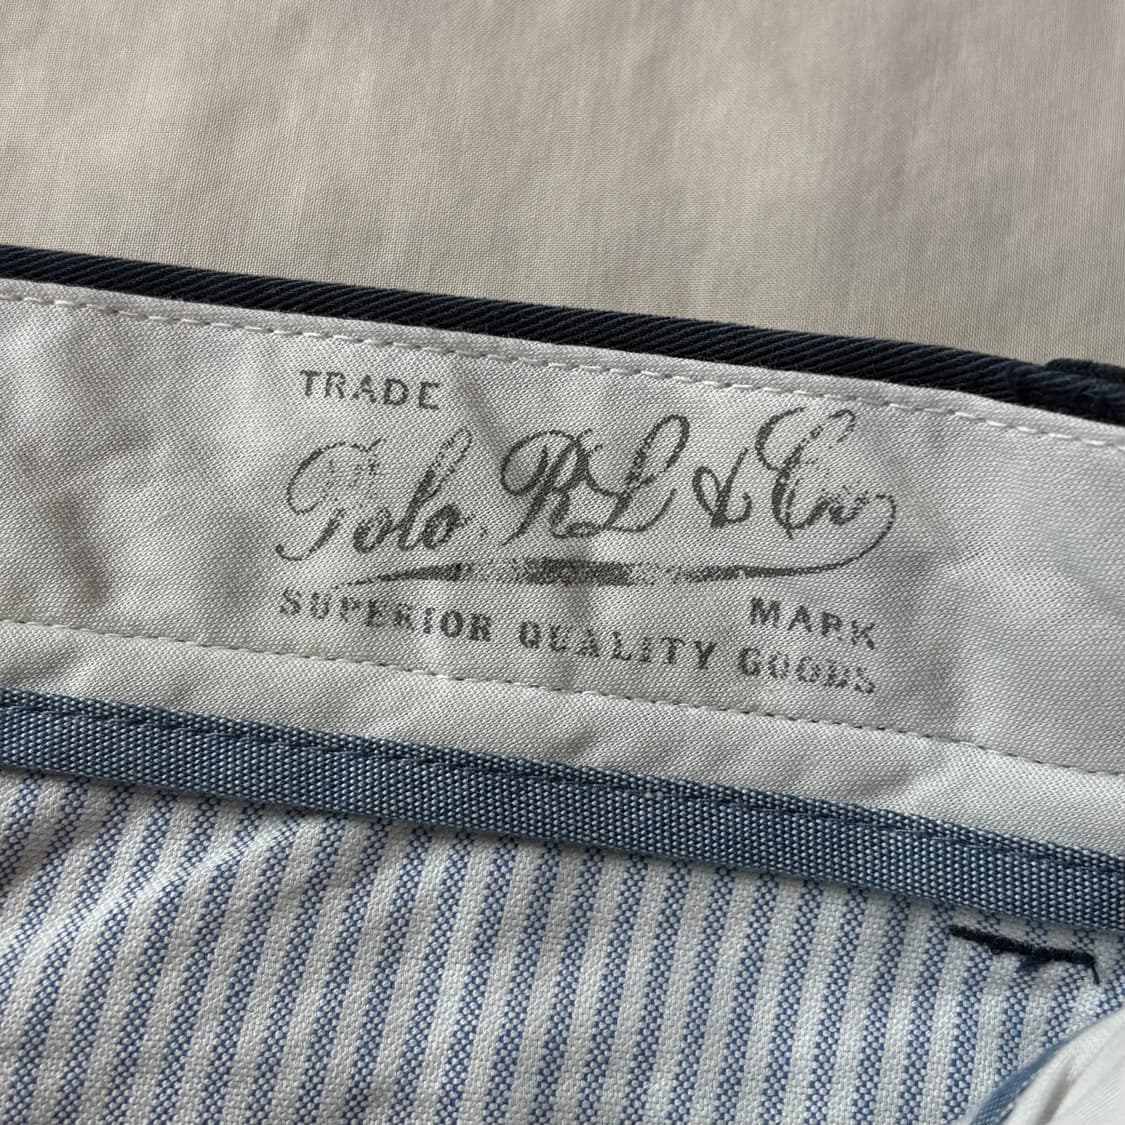 TRADE
Polo RL & Co
MARK
SUPERIOR QUALITY GOODS